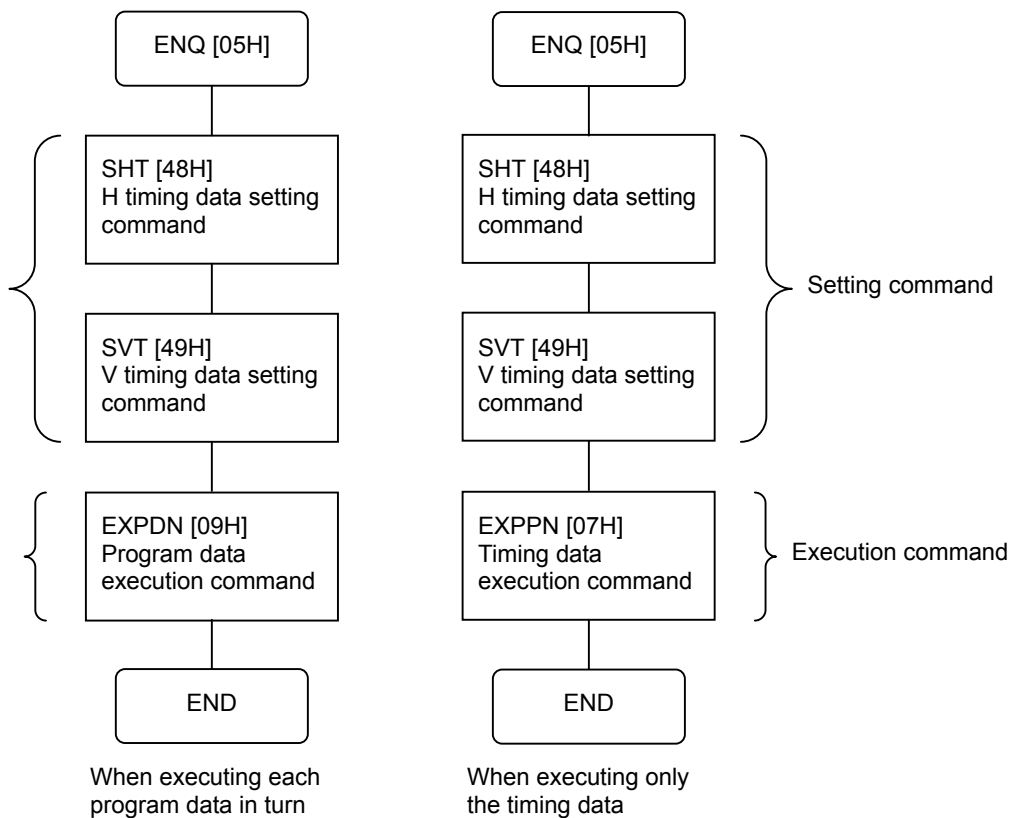 ENQ [05H]
SHT [48H]
H timing data setting
command
SVT [49H]
V timing data setting
command
EXPDN [09H]
Program data
execution command
END
When executing each
program data in turn
ENQ [05H]
SHT [48H]
H timing data setting
command
SVT [49H]
V timing data setting
command
Setting command
EXPPN [07H]
Timing data
execution command
Execution command
END
When executing only
the timing data